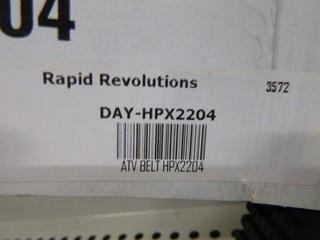 04
Rapid Revolutions 3572
DAY-HPX2204
ATV BELT HPX2204